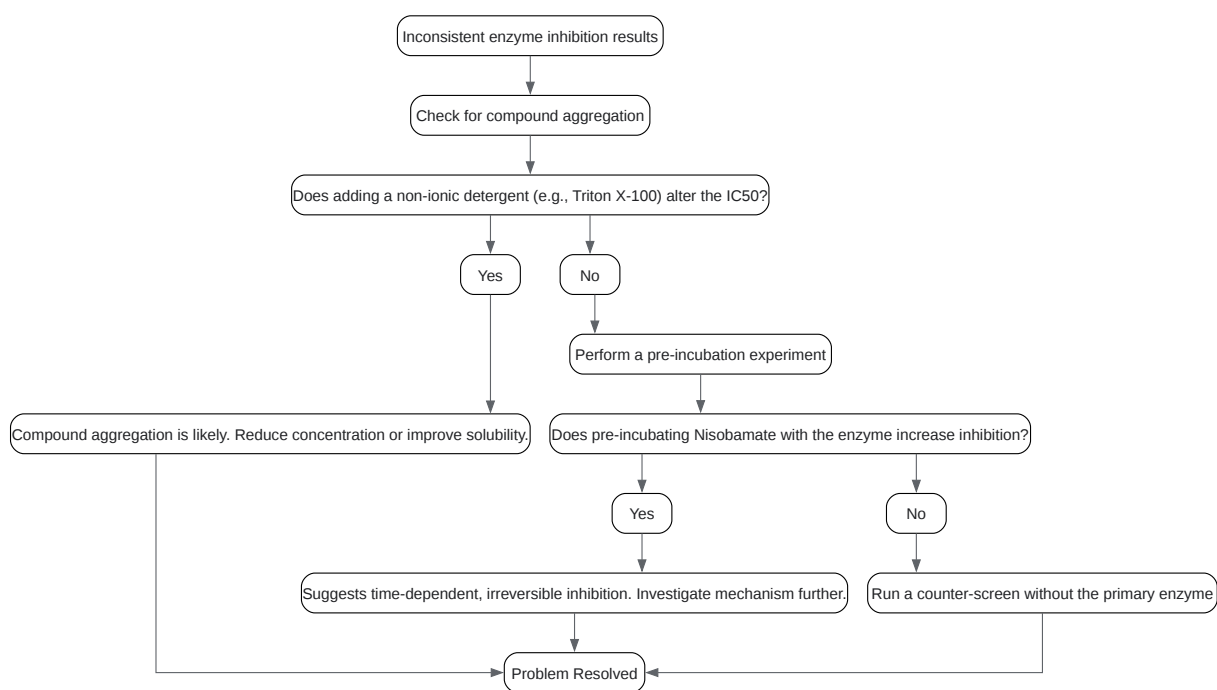 Inconsistent enzyme inhibition results
Check for compound aggregation
Does adding a non-ionic detergent (e.g., Triton X-100) alter the IC50?
Yes
No
Perform a pre-incubation experiment
Compound aggregation is likely. Reduce concentration or improve solubility.
Does pre-incubating Nisobamate with the enzyme increase inhibition?
Yes
No
Suggests time-dependent, irreversible inhibition. Investigate mechanism further.
Run a counter-screen without the primary enzyme
Problem Resolved